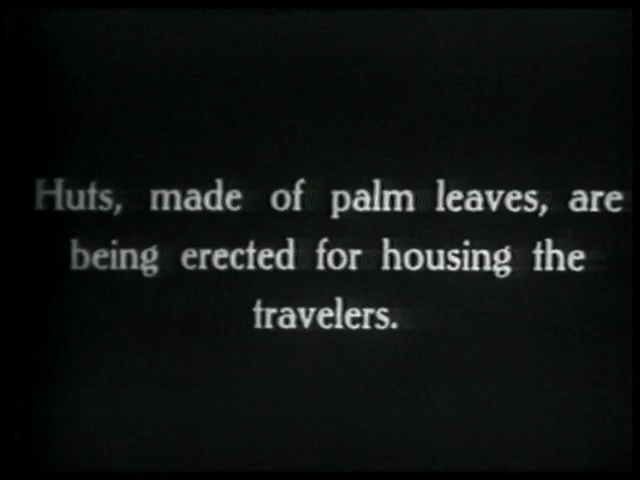 Huts, made of palm leaves, are
being erected for housing the
travelers.